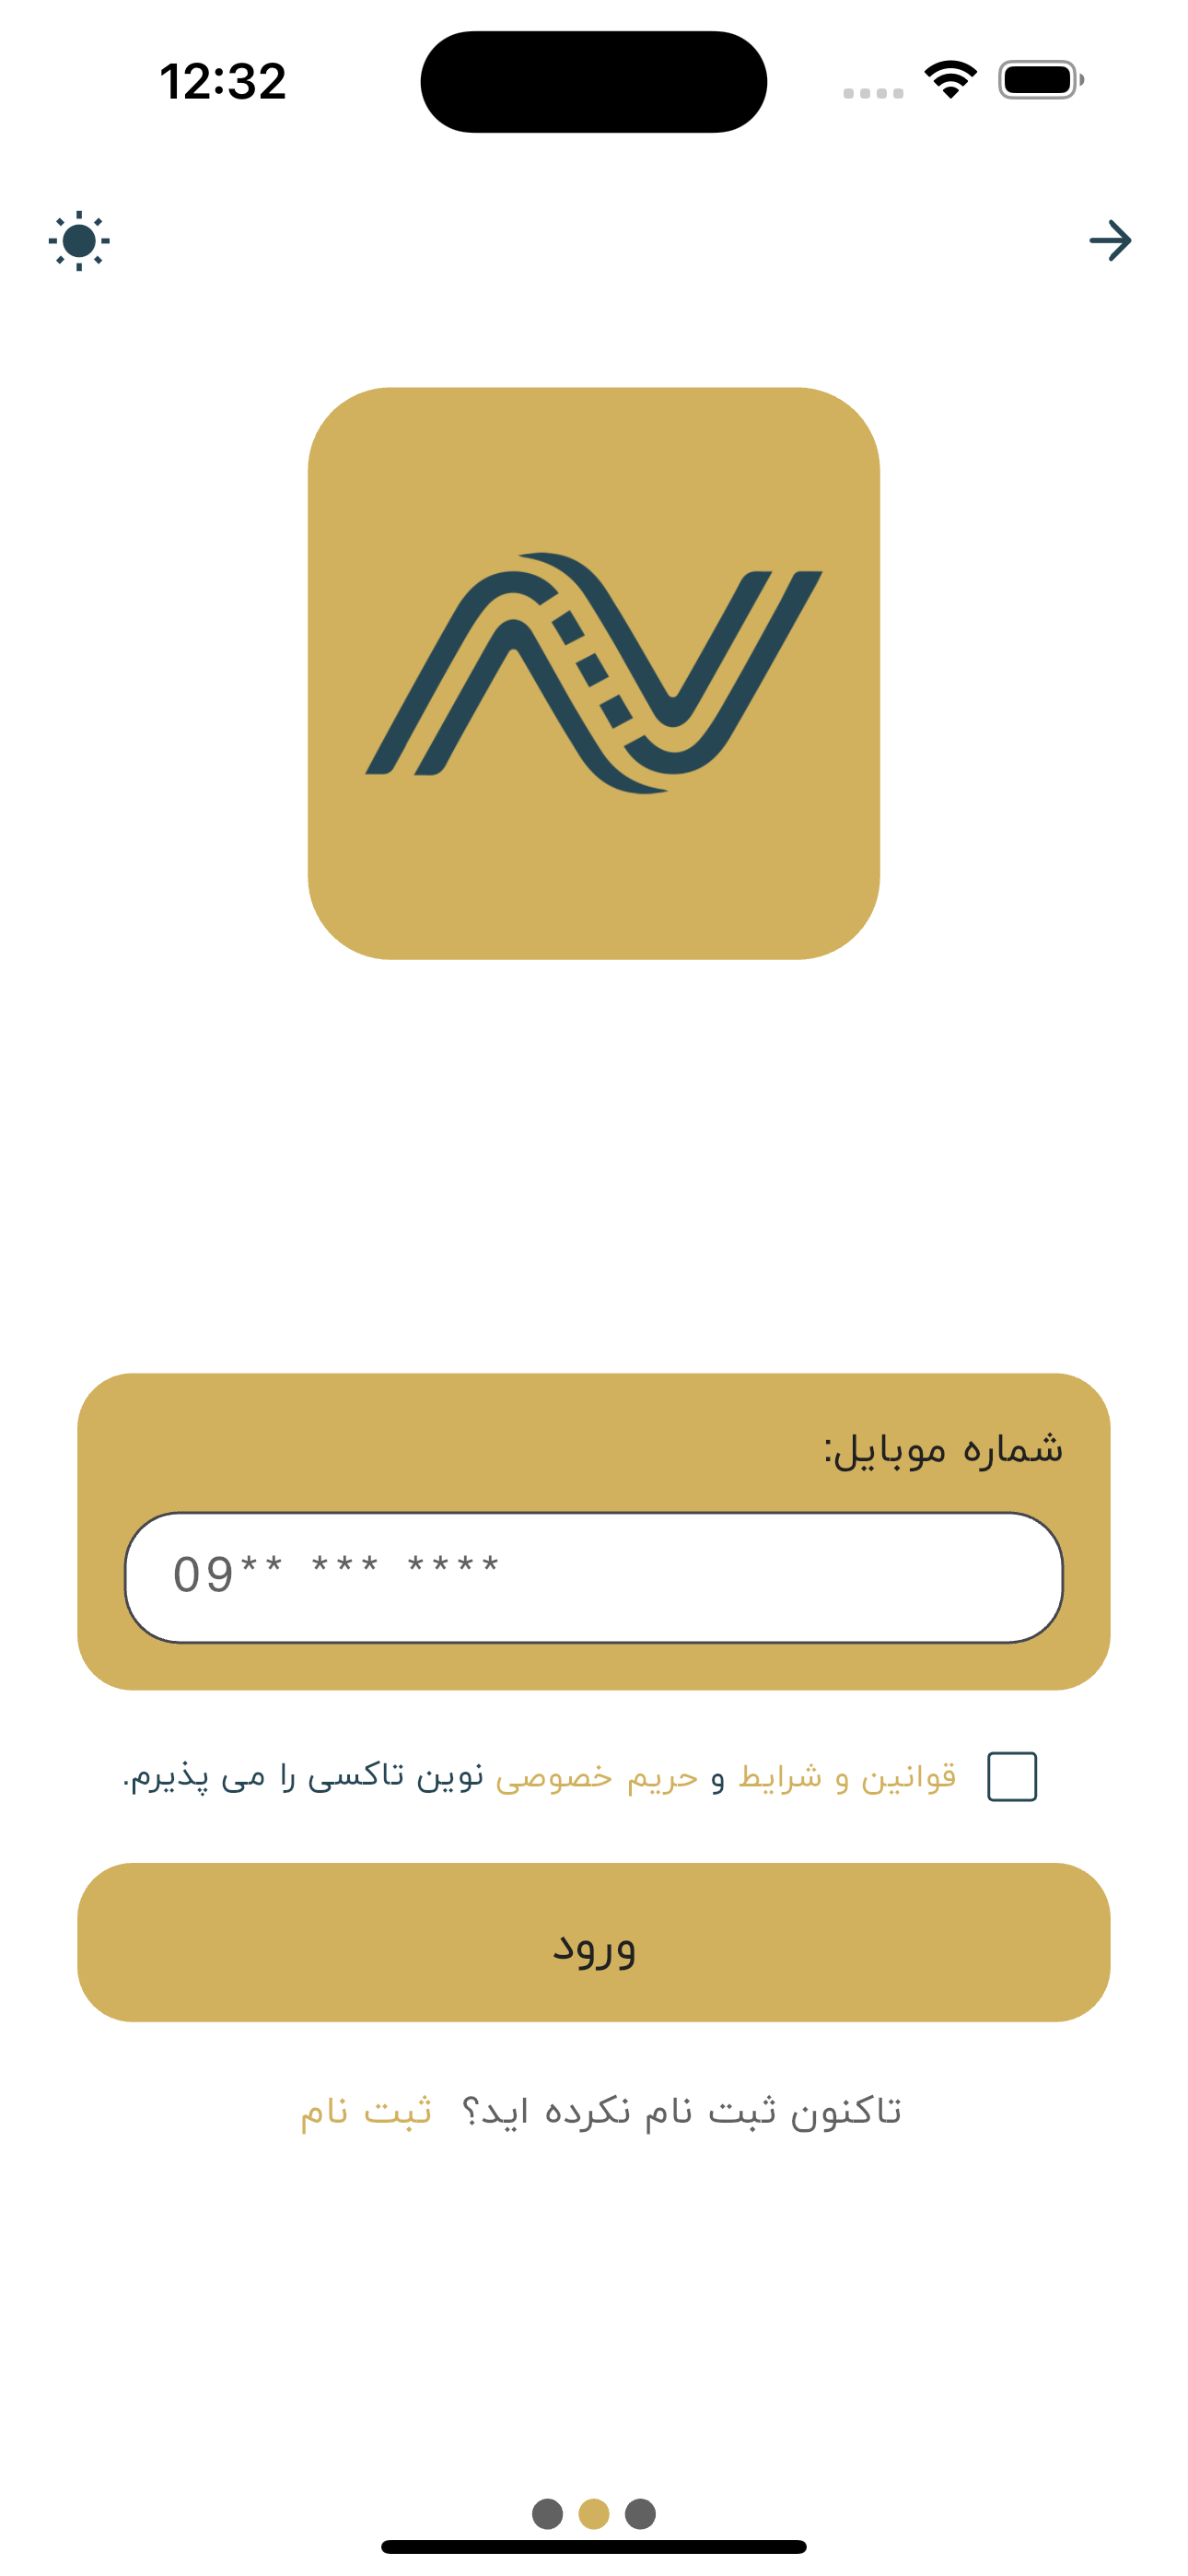 12:32
شماره موبایل:
09** *** ****
قوانین و شرایط و حریم خصوصی نوین تاکسی را می پذیرم.
ورود
تاکنون ثبت نام نکرده اید؟ ثبت نام